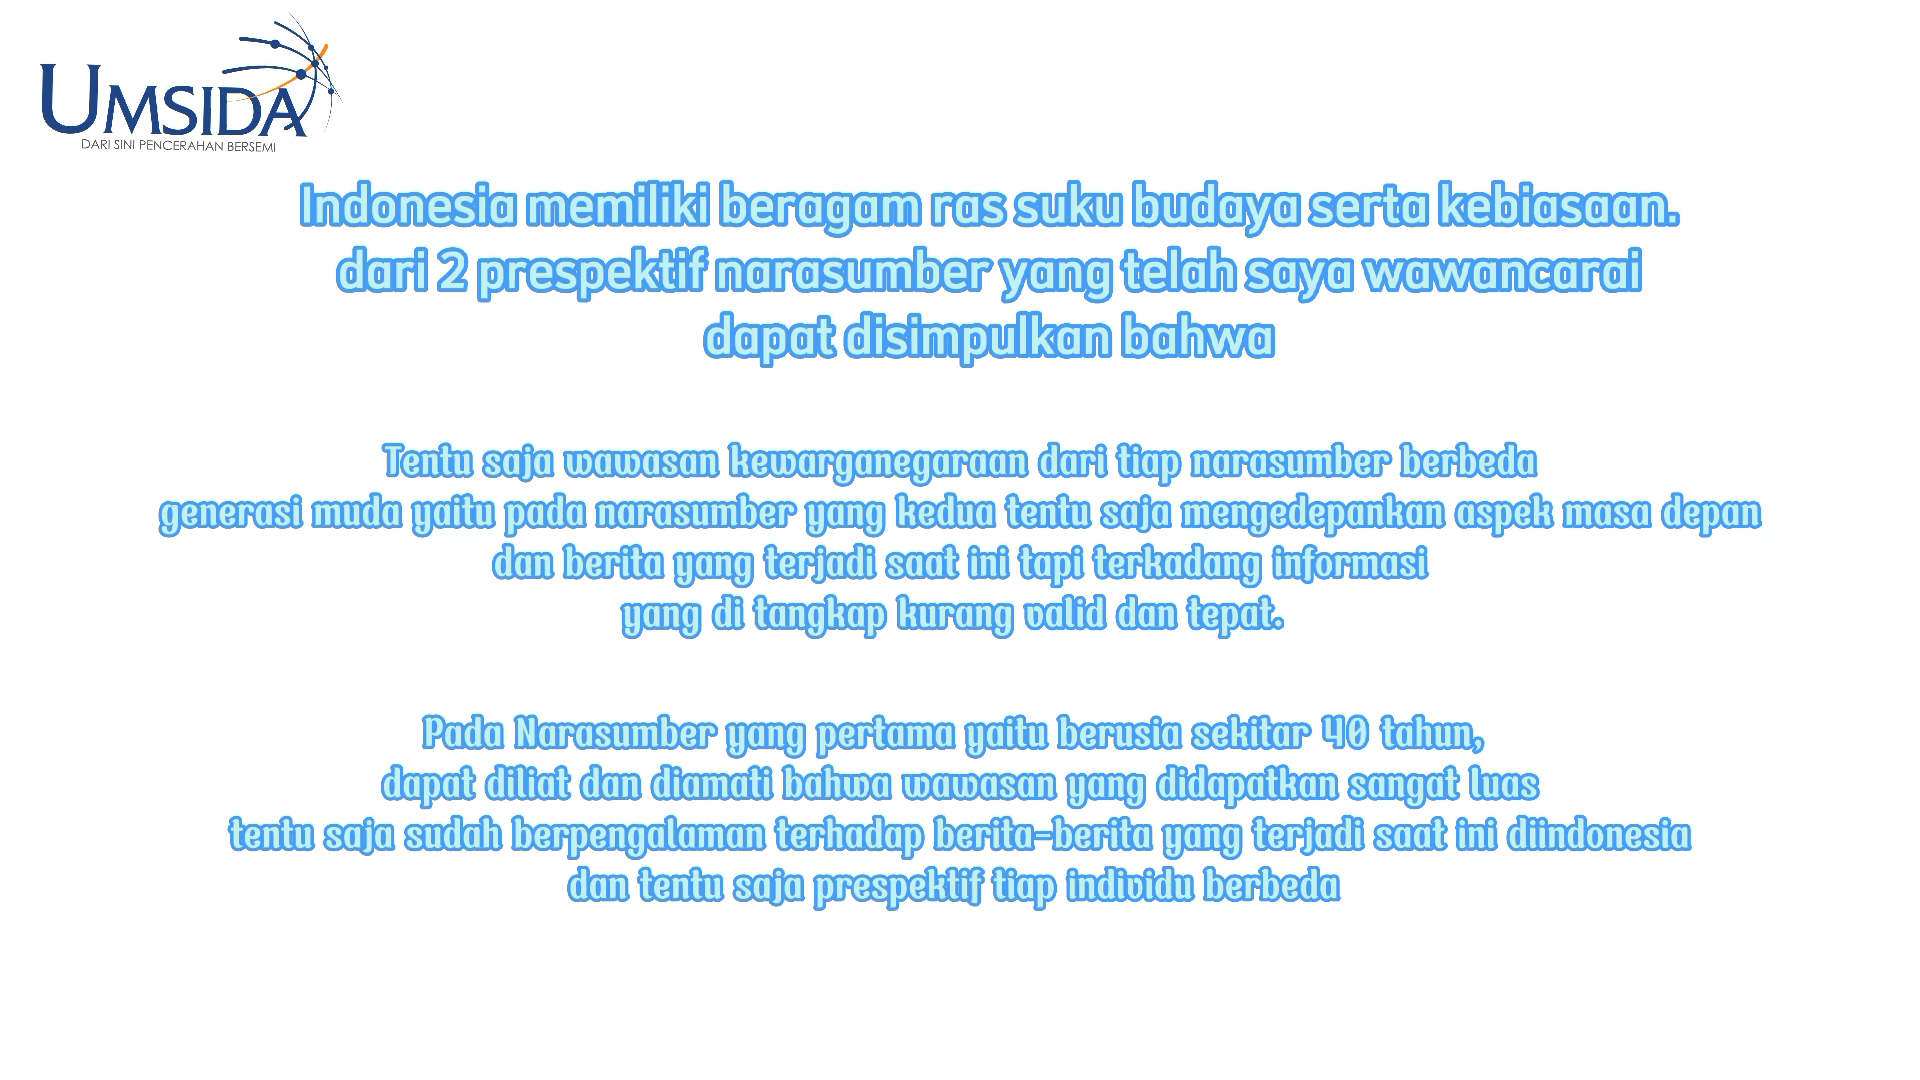 UMSIDA
DARI SINI PENCERAHAN BERSEMI
Indonesia memiliki beragam ras suku budaya serta kebiasaan.
dari 2 prespektif narasumber yang telah saya wawancarai
dapat disimpulkan bahwa
Tentu saja wawasan kewarganegaraan dari tiap narasumber berbeda
generasi muda yaitu pada narasumber yang kedua tentu saja mengedepankan aspek masa depan
dan berita yang terjadi saat ini tapi terkadang informasi
yang di tangkap kurang valid dan tepat.
Pada Narasumber yang pertama yaitu berusia sekitar 40 tahun,
dapat diliat dan diamati bahwa wawasan yang didapatkan sangat luas
tentu saja sudah berpengalaman terhadap berita-berita yang terjadi saat ini diindonesia
dan tentu saja prespektif tiap individu berbeda